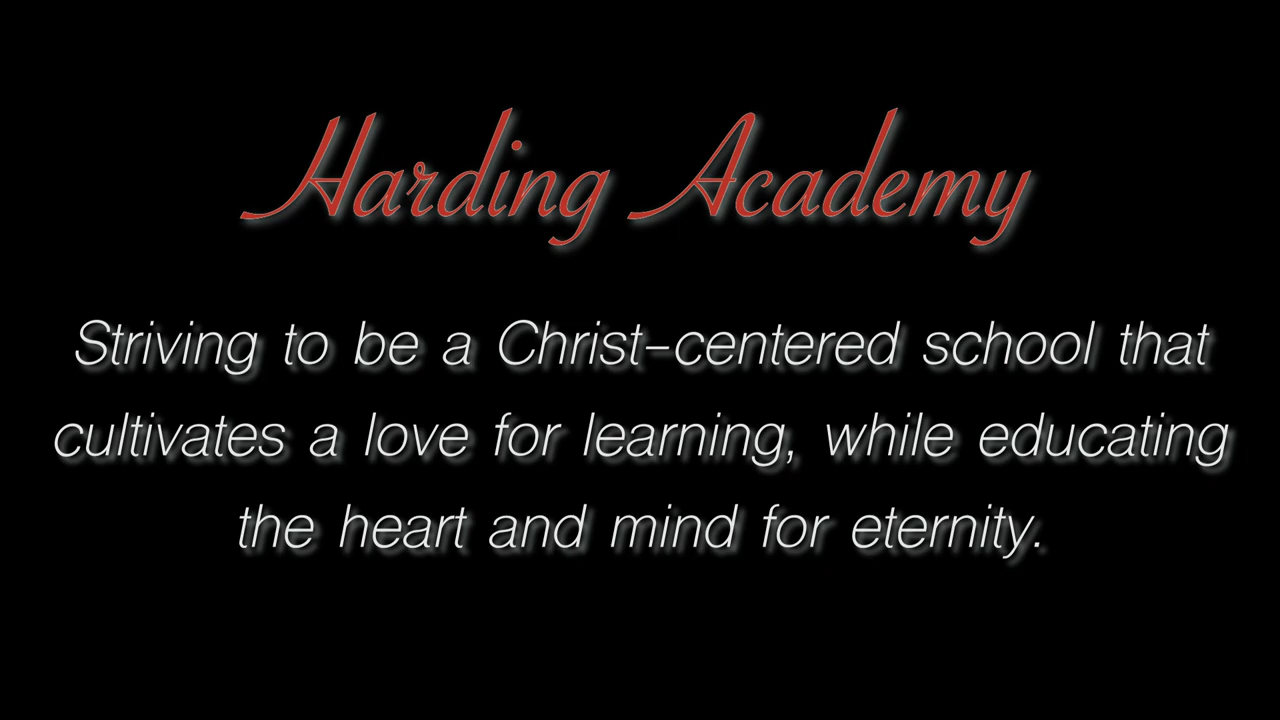 Harding Academy
Striving to be a Christ-centered school that
cultivates a love for learning, while educating
the heart and mind for eternity.